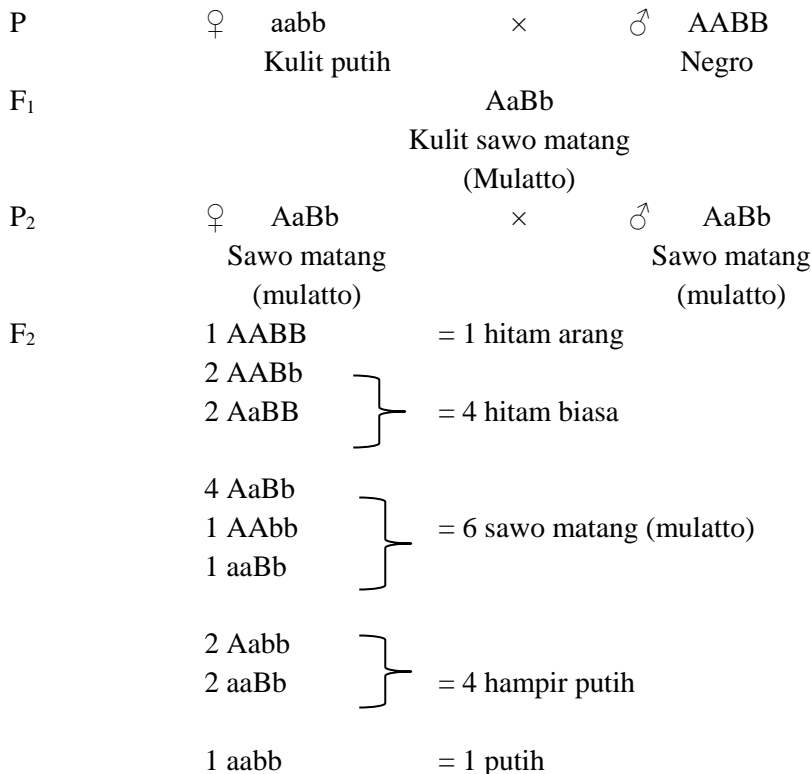 P ♀ aabb × ♂ AABB
Kulit putih Negro
F₁ AaBb
Kulit sawo matang
(Mulatto)
P₂ ♀ AaBb × ♂ AaBb
Sawo matang Sawo matang
(mulatto) (mulatto)
F₂ 1 AABB = 1 hitam arang
2 AABb
2 AaBB = 4 hitam biasa
4 AaBb
1 AAbb = 6 sawo matang (mulatto)
1 aaBb
2 Aabb
2 aaBb = 4 hampir putih
1 aabb = 1 putih